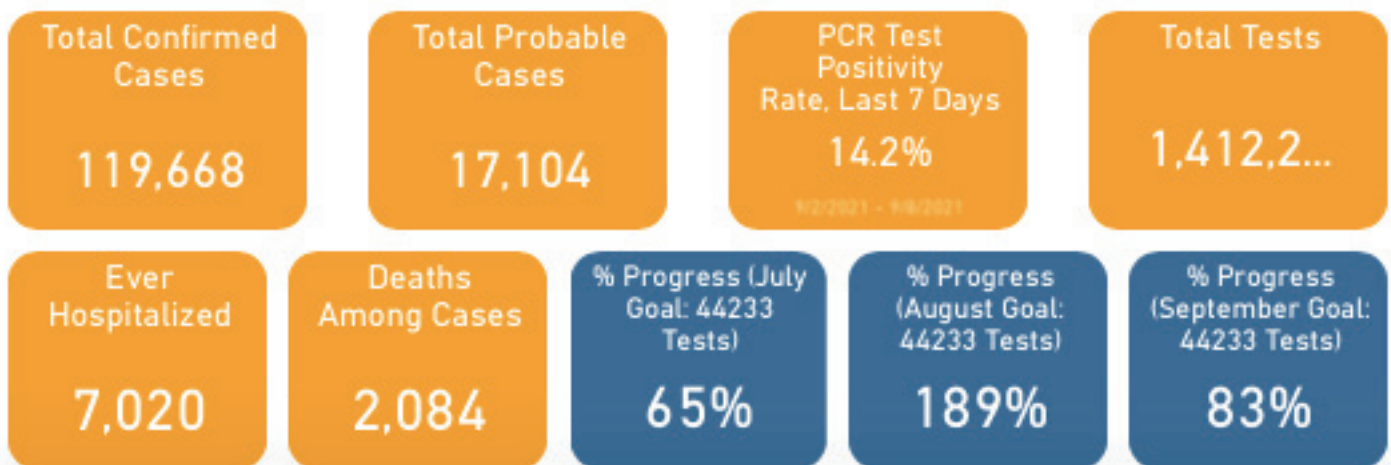 Total Confirmed
Cases
119,668
Total Probable
Cases
17,104
PCR Test
Positivity
Rate, Last 7 Days
14.2%
9/2/2021 - 9/8/2021
Total Tests
1,412,2...
Ever
Hospitalized
7,020
Deaths
Among Cases
2,084
% Progress (July
Goal: 44233
Tests)
65%
% Progress
(August Goal:
44233 Tests)
189%
% Progress
(September Goal:
44233 Tests)
83%